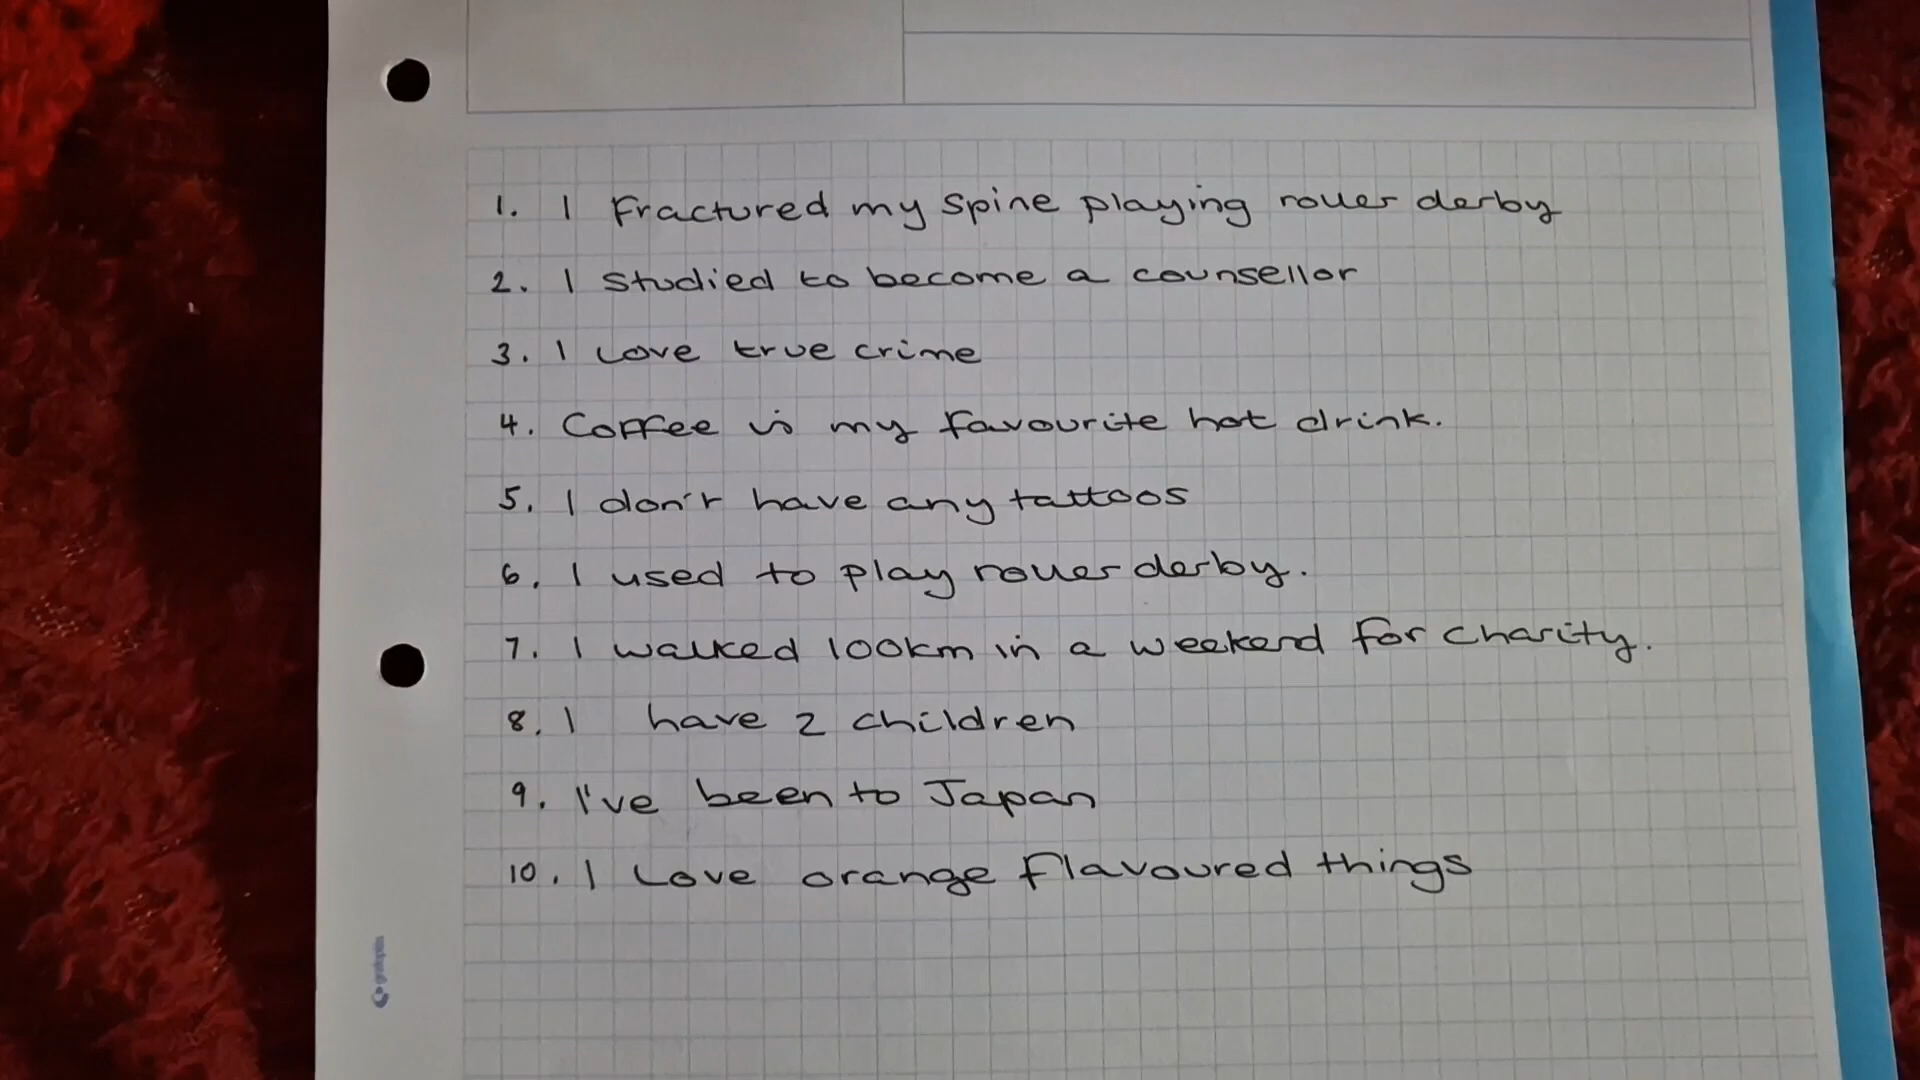 1. I Fractured my spine playing roller derby
2. I studied to become a counsellor
3. I Love true crime
4. Coffee is my favourite hot drink.
5. I don't have any tattoos
6. I used to play roller derby.
7. I walked 100km in a weekend for charity.
8. I have 2 children
9. I've been to Japan
10. I Love orange flavoured things